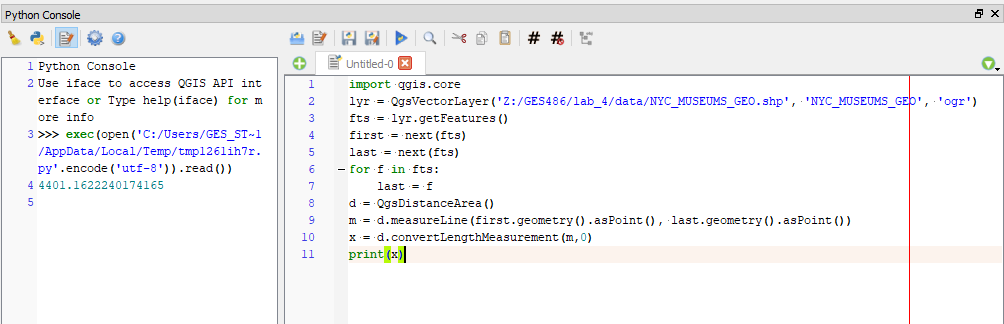 Python Console
Untitled-0
1 Python Console
2 Use iface to access QGIS API int
erface or Type help(iface) for m
ore info
3 >>> exec(open('C:/Users/GES_ST~1
/AppData/Local/Temp/tmp1261ih7r.
py'.encode('utf-8')).read())
4 4401.1622240174165
5
1 import qgis.core
2 lyr = QgsVectorLayer('Z:/GES486/lab_4/data/NYC_MUSEUMS_GEO.shp', 'NYC_MUSEUMS_GEO', 'ogr')
3 fts = lyr.getFeatures()
4 first = next(fts)
5 last = next(fts)
6 for f in fts:
7 last = f
8 d = QgsDistanceArea()
9 m = d.measureLine(first.geometry().asPoint(), last.geometry().asPoint())
10 x = d.convertLengthMeasurement(m,0)
11 print(x)